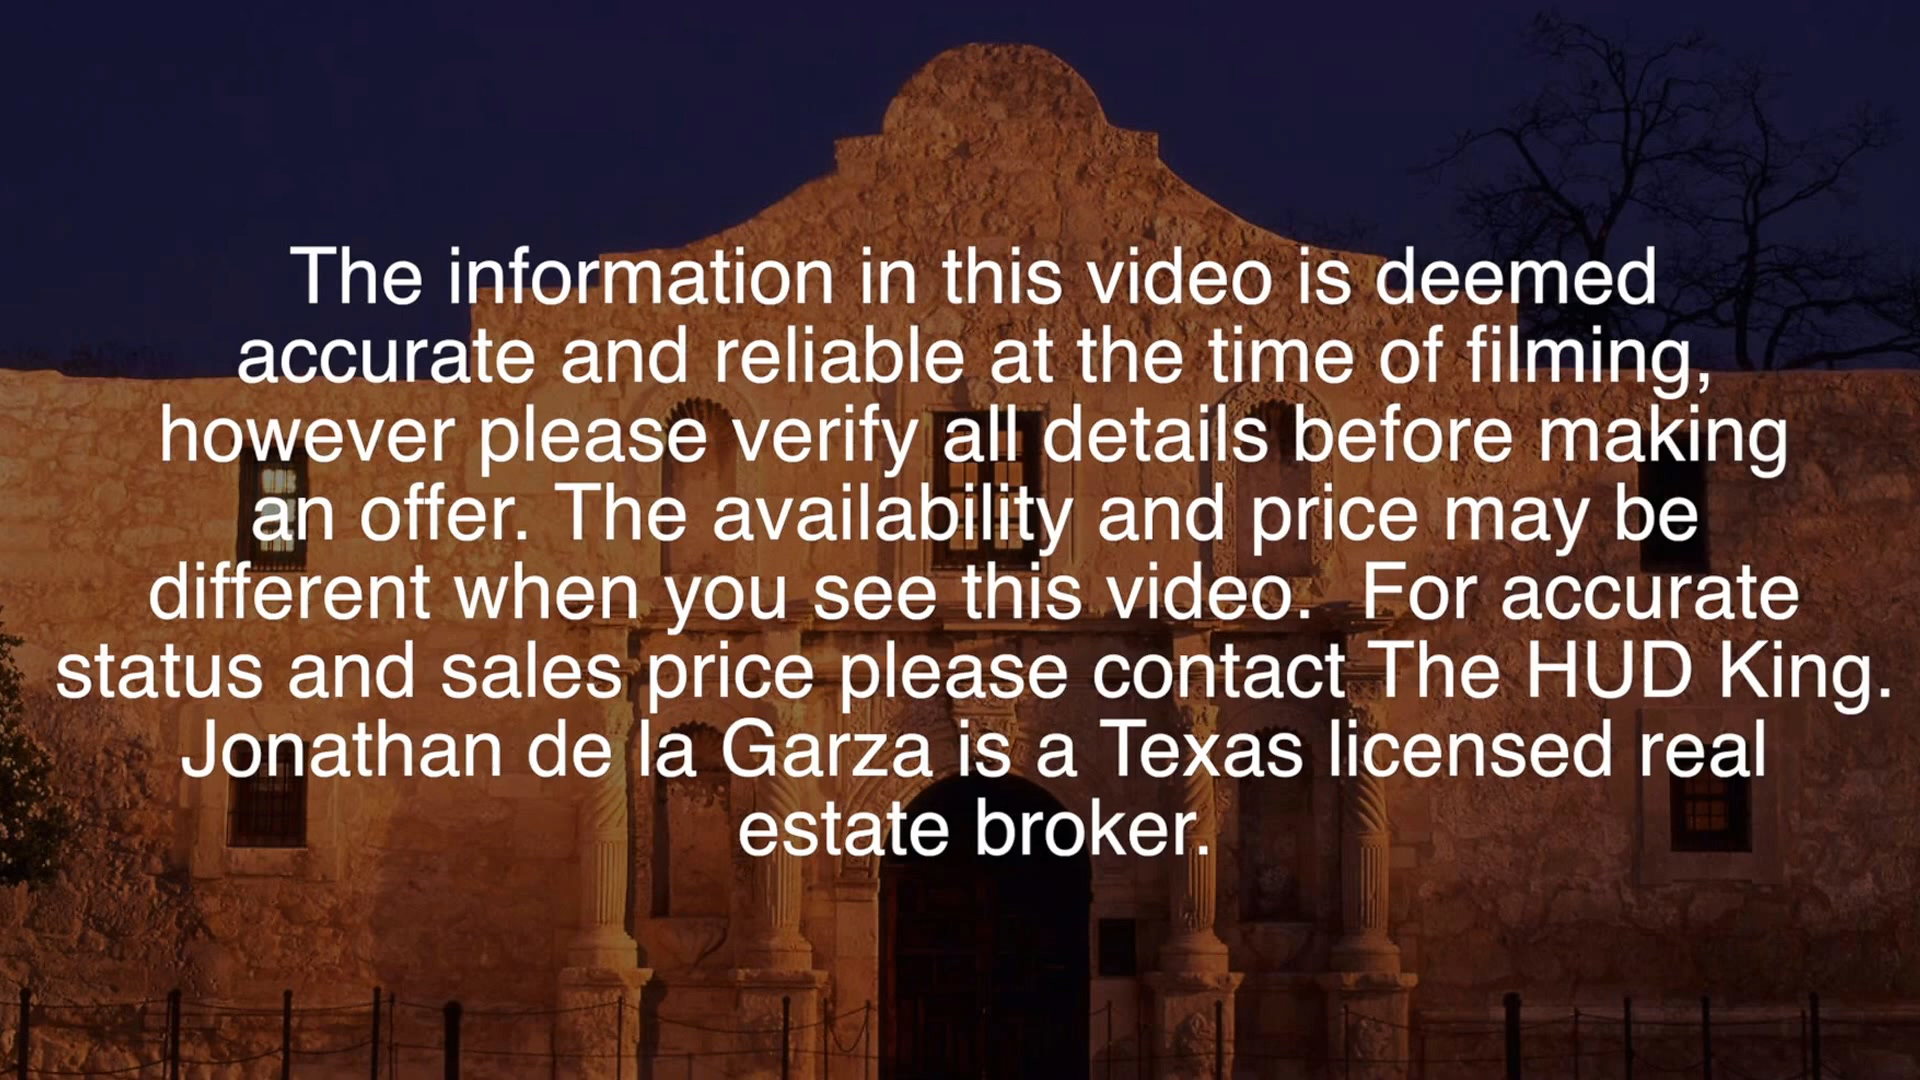 The information in this video is deemed
accurate and reliable at the time of filming,
however please verify all details before making
an offer. The availability and price may be
different when you see this video.  For accurate
status and sales price please contact The HUD King.
Jonathan de la Garza is a Texas licensed real
estate broker.